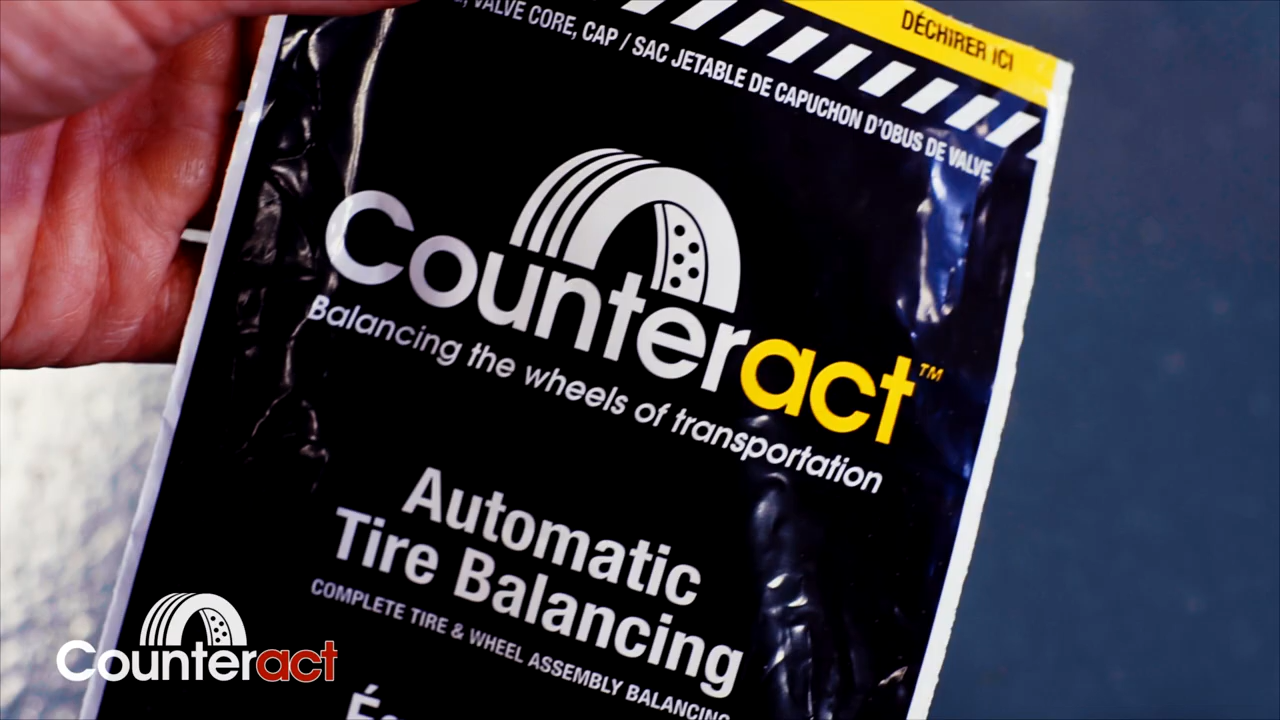 DÉCHIRER ICI
VALVE CORE, CAP / SAC JETABLE DE CAPUCHON D'OBUS DE VALVE
Counteract™
Balancing the wheels of transportation
Automatic
Tire Balancing
COMPLETE TIRE & WHEEL ASSEMBLY BALANCING
Counteract